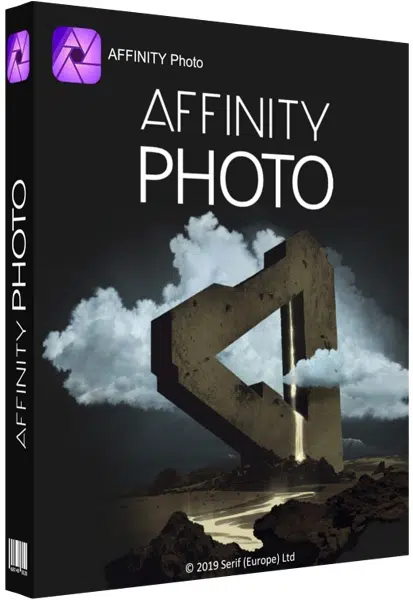 AFFINITY Photo
AFFINITY
PHOTO
AFFINITY PHOTO
© 2019 Serif (Europe) Ltd